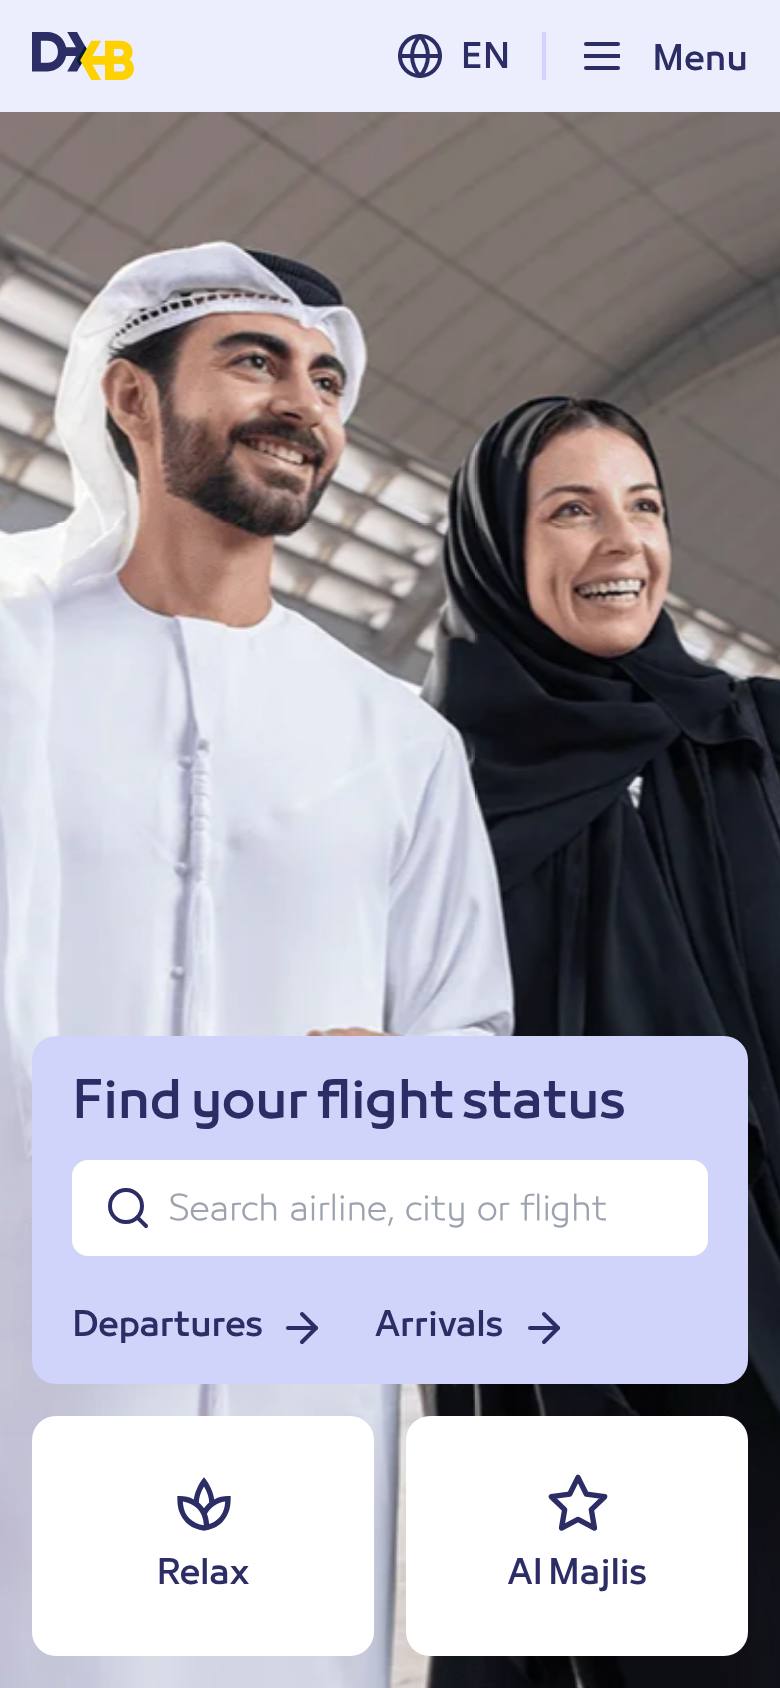 DXB
EN
Menu
Find your flight status
Search airline, city or flight
Departures
Arrivals
Relax
Al Majlis